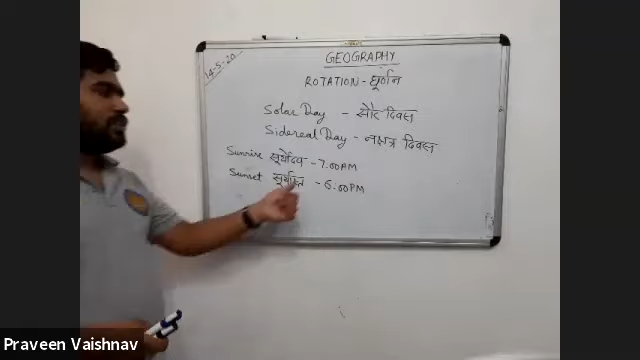 14-5-20
GEOGRAPHY
ROTATION - घूर्णन
Solar Day - सौर दिवस
Sidereal Day - नक्षत्र दिवस
Sunrise सूर्योदय - 7.00AM
Sunset सूर्यास्त - 6.00PM
Praveen Vaishnav